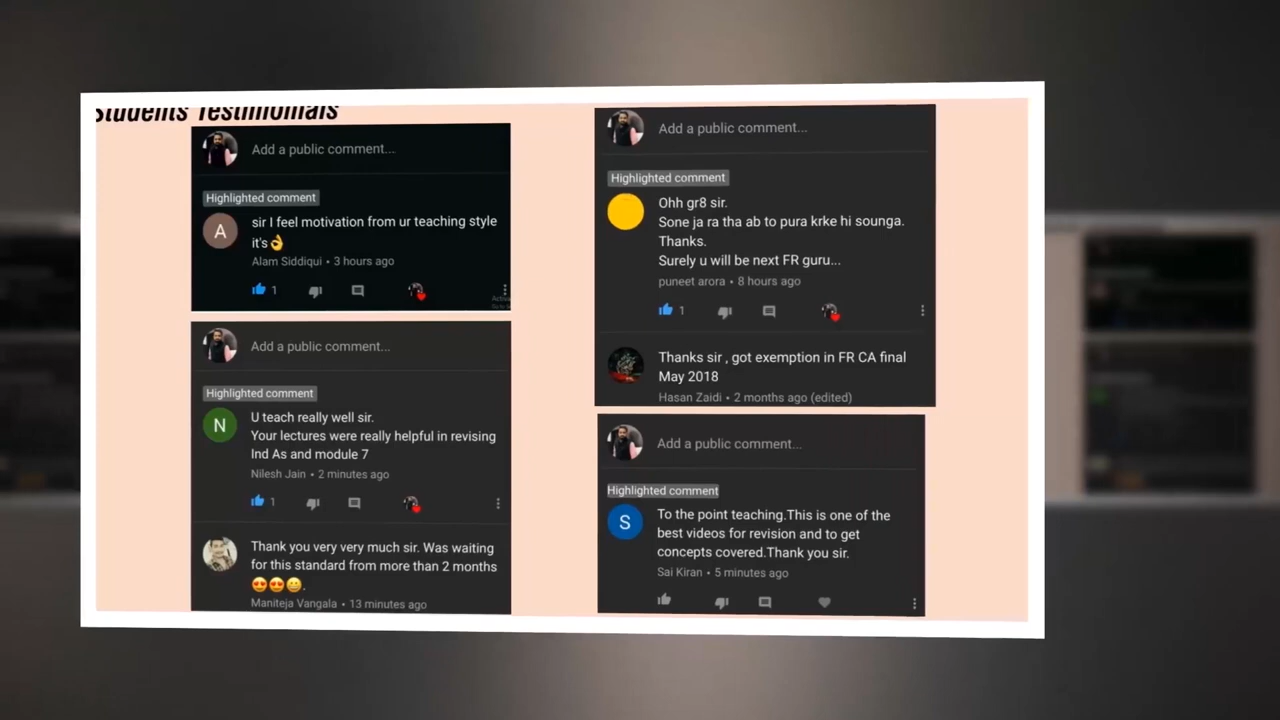 Students Testimonials
Add a public comment...
Highlighted comment
A
sir I feel motivation from ur teaching style
it's👌
Alam Siddiqui • 3 hours ago
1
Add a public comment...
Highlighted comment
N
U teach really well sir.
Your lectures were really helpful in revising
Ind As and module 7
Nilesh Jain • 2 minutes ago
1
Thank you very very much sir. Was waiting
for this standard from more than 2 months
😍😍😀.
Maniteja Vangala • 13 minutes ago
Add a public comment...
Highlighted comment
Ohh gr8 sir.
Sone ja ra tha ab to pura krke hi sounga.
Thanks.
Surely u will be next FR guru...
puneet arora • 8 hours ago
1
Thanks sir , got exemption in FR CA final
May 2018
Hasan Zaidi • 2 months ago (edited)
Add a public comment...
Highlighted comment
S
To the point teaching.This is one of the
best videos for revision and to get
concepts covered.Thank you sir.
Sai Kiran • 5 minutes ago